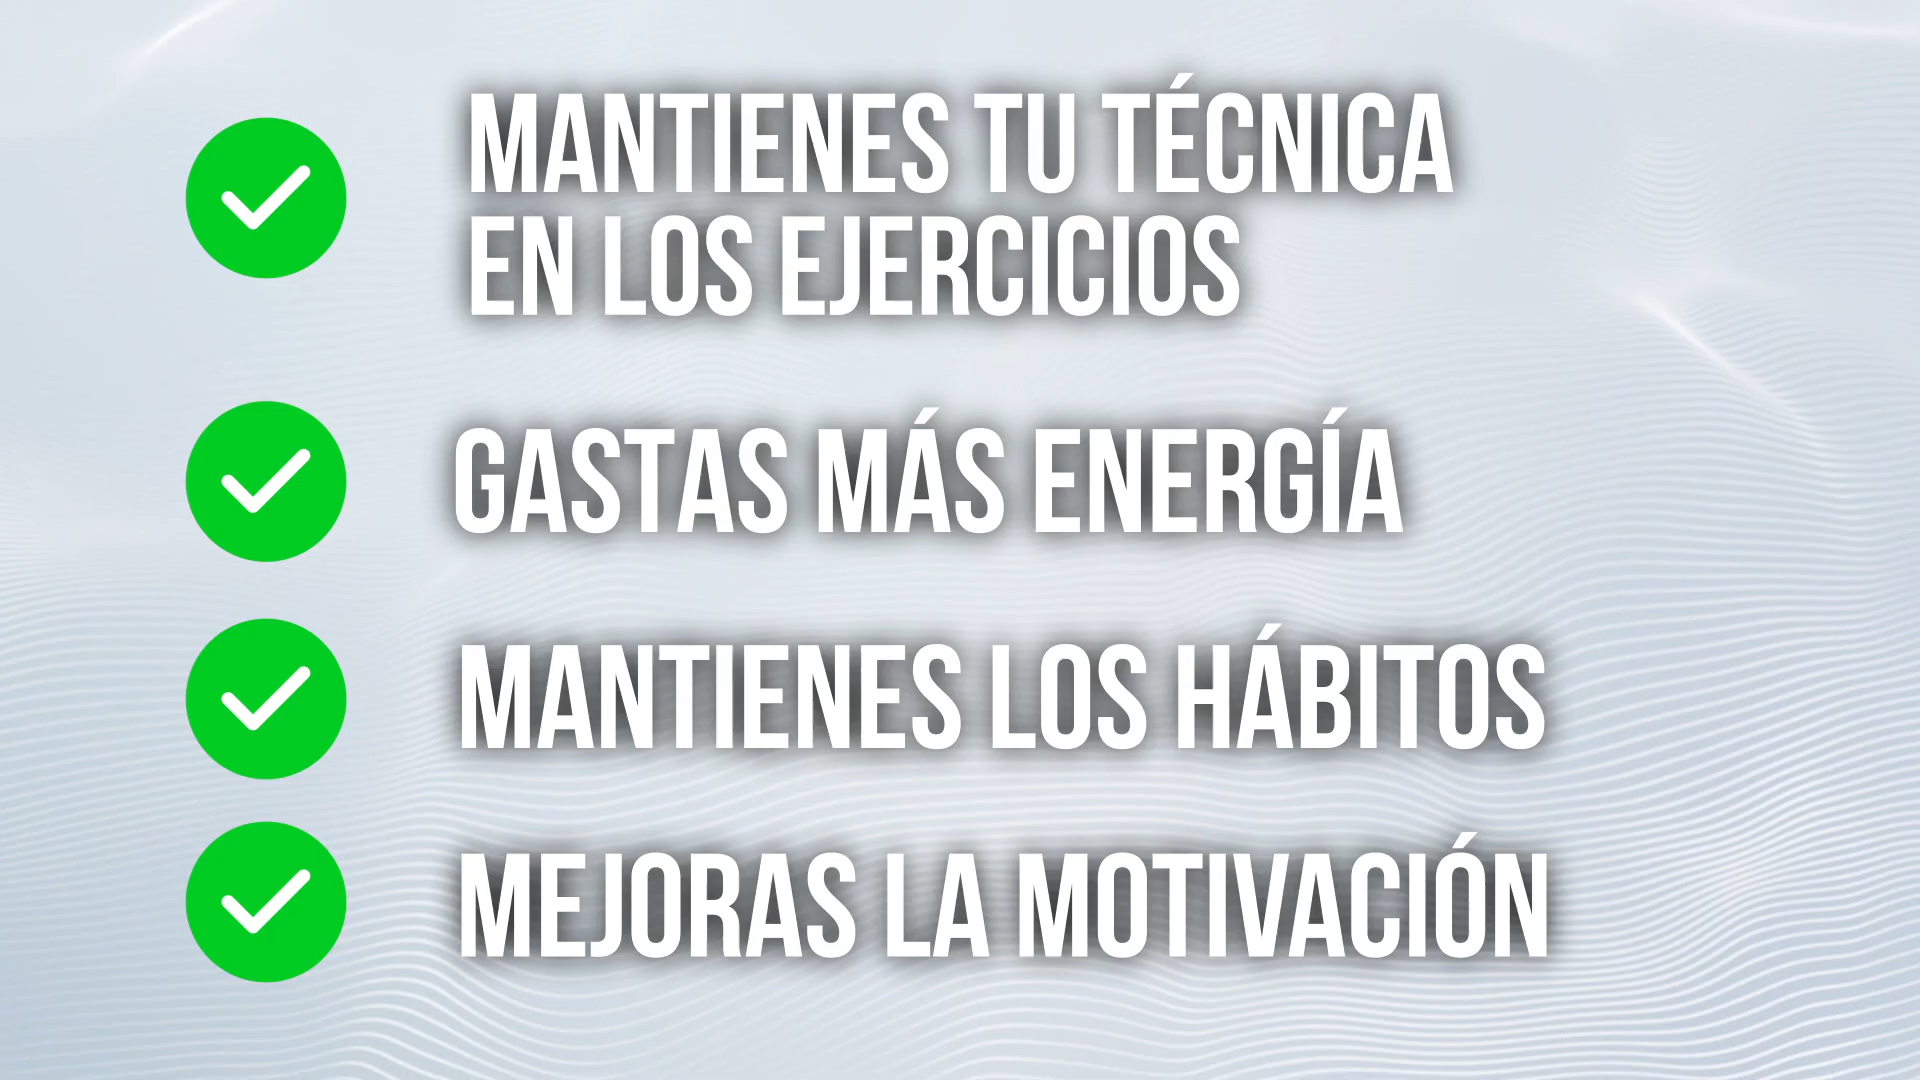 MANTIENES TU TÉCNICA
EN LOS EJERCICIOS
GASTAS MÁS ENERGÍA
MANTIENES LOS HÁBITOS
MEJORAS LA MOTIVACIÓN